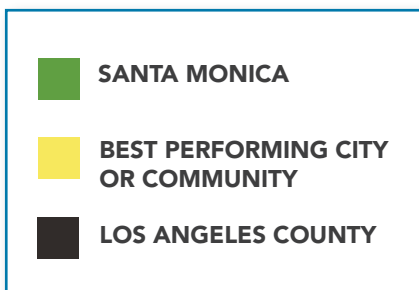 SANTA MONICA
BEST PERFORMING CITY
OR COMMUNITY
LOS ANGELES COUNTY